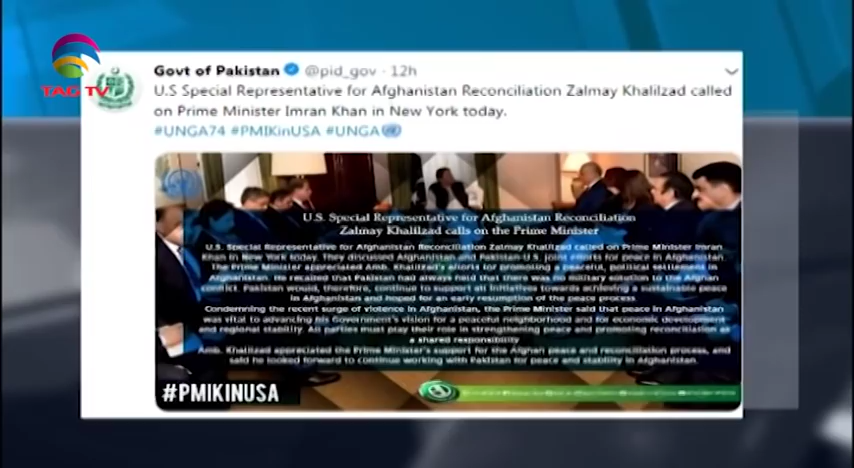 TAG TV
Govt of Pakistan @pid_gov · 12h
U.S Special Representative for Afghanistan Reconciliation Zalmay Khalilzad called
on Prime Minister Imran Khan in New York today.
#UNGA74 #PMIKinUSA #UNGA
U.S. Special Representative for Afghanistan Reconciliation
Zalmay Khalilzad calls on the Prime Minister
U.S. Special Representative for Afghanistan Reconciliation Zalmay Khalilzad called on Prime Minister Imran
Khan in New York today. They discussed Afghanistan and Pakistan-U.S. joint efforts for peace in Afghanistan.
The Prime Minister appreciated Amb. Khalilzad's efforts for promoting a peaceful, political settlement in
Afghanistan. He recalled that Pakistan had always held that there was no military solution to the Afghan
conflict. Pakistan would, therefore, continue to support all initiatives towards achieving a sustainable peace
in Afghanistan and hoped for an early resumption of the peace process.
Condemning the recent surge of violence in Afghanistan, the Prime Minister said that peace in Afghanistan
was vital to advancing his Government's vision for a peaceful neighborhood and for economic development
and regional stability. All parties must play their role in strengthening peace and promoting reconciliation as
a shared responsibility.
Amb. Khalilzad appreciated the Prime Minister's support for the Afghan peace and reconciliation process, and
said he looked forward to continue working with Pakistan for peace and stability in Afghanistan.
#PMIKINUSA